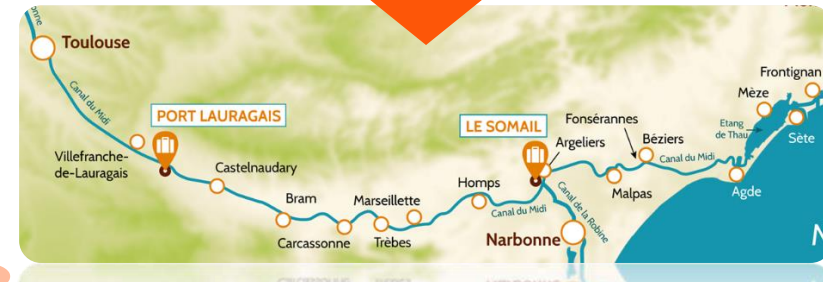 Toulouse
Canal du Midi
PORT LAURAGAIS
Villefranche-
de-Lauragais
Castelnaudary
Bram
Carcassonne
Marseillette
Trèbes
Homps
Canal du Midi
LE SOMAIL
Argeliers
Canal de la Robine
Narbonne
Fonsérannes
Malpas
Béziers
Canal du Midi
Agde
Etang
de Thau
Mèze
Frontignan
Sète